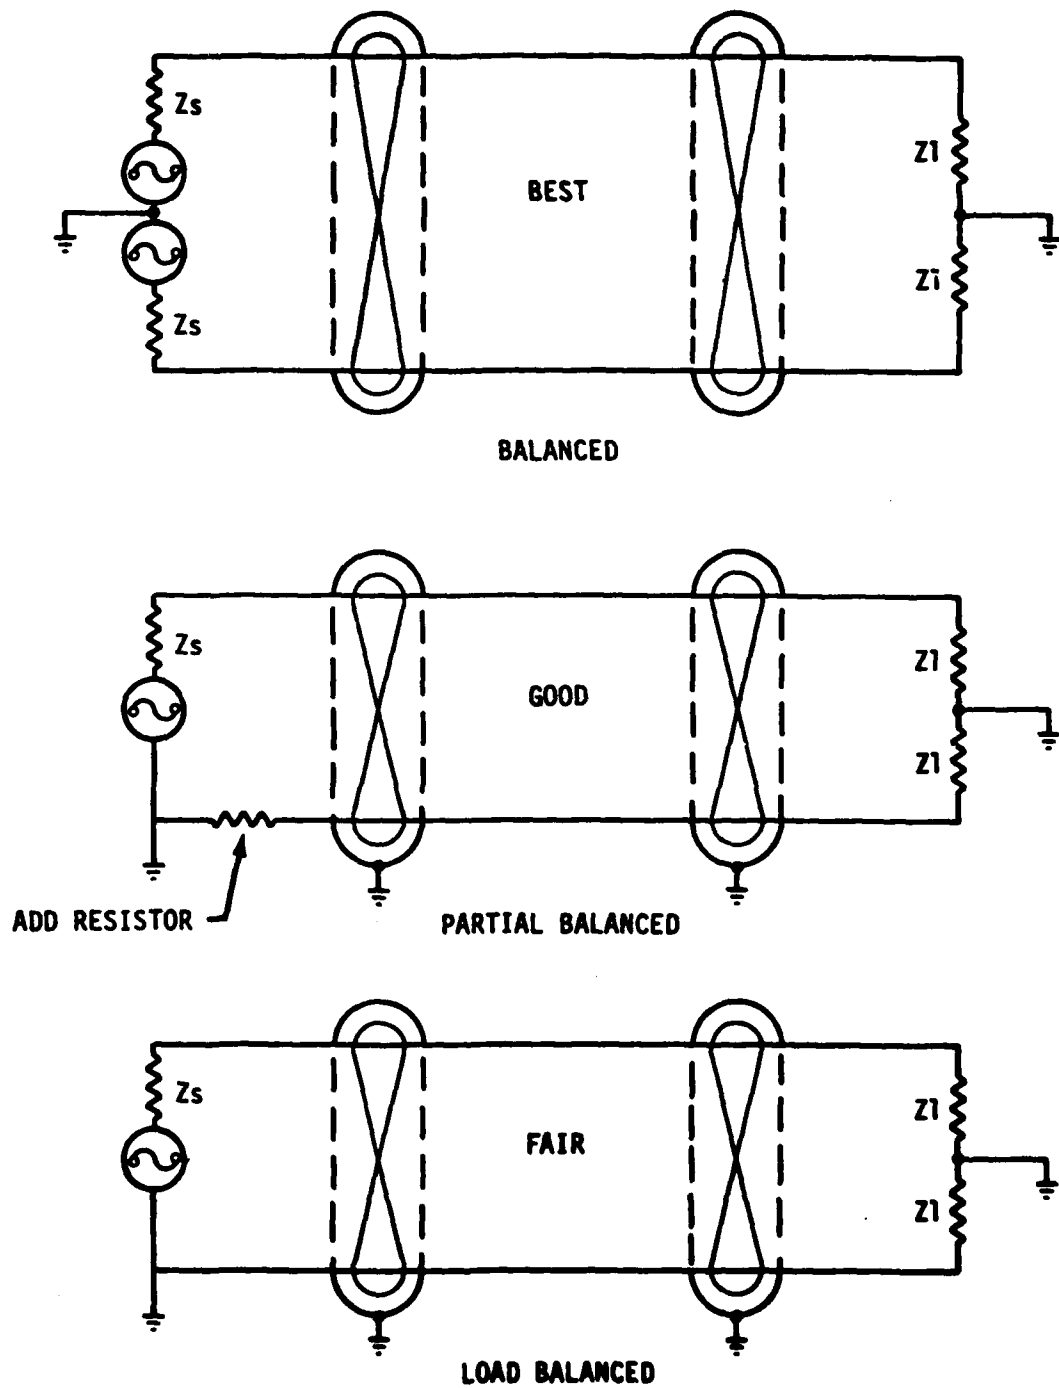 Zs
Zl
BEST
Zl
Zs
BALANCED
Zs
Zl
GOOD
Zl
ADD RESISTOR
PARTIAL BALANCED
Zs
Zl
FAIR
Zl
LOAD BALANCED